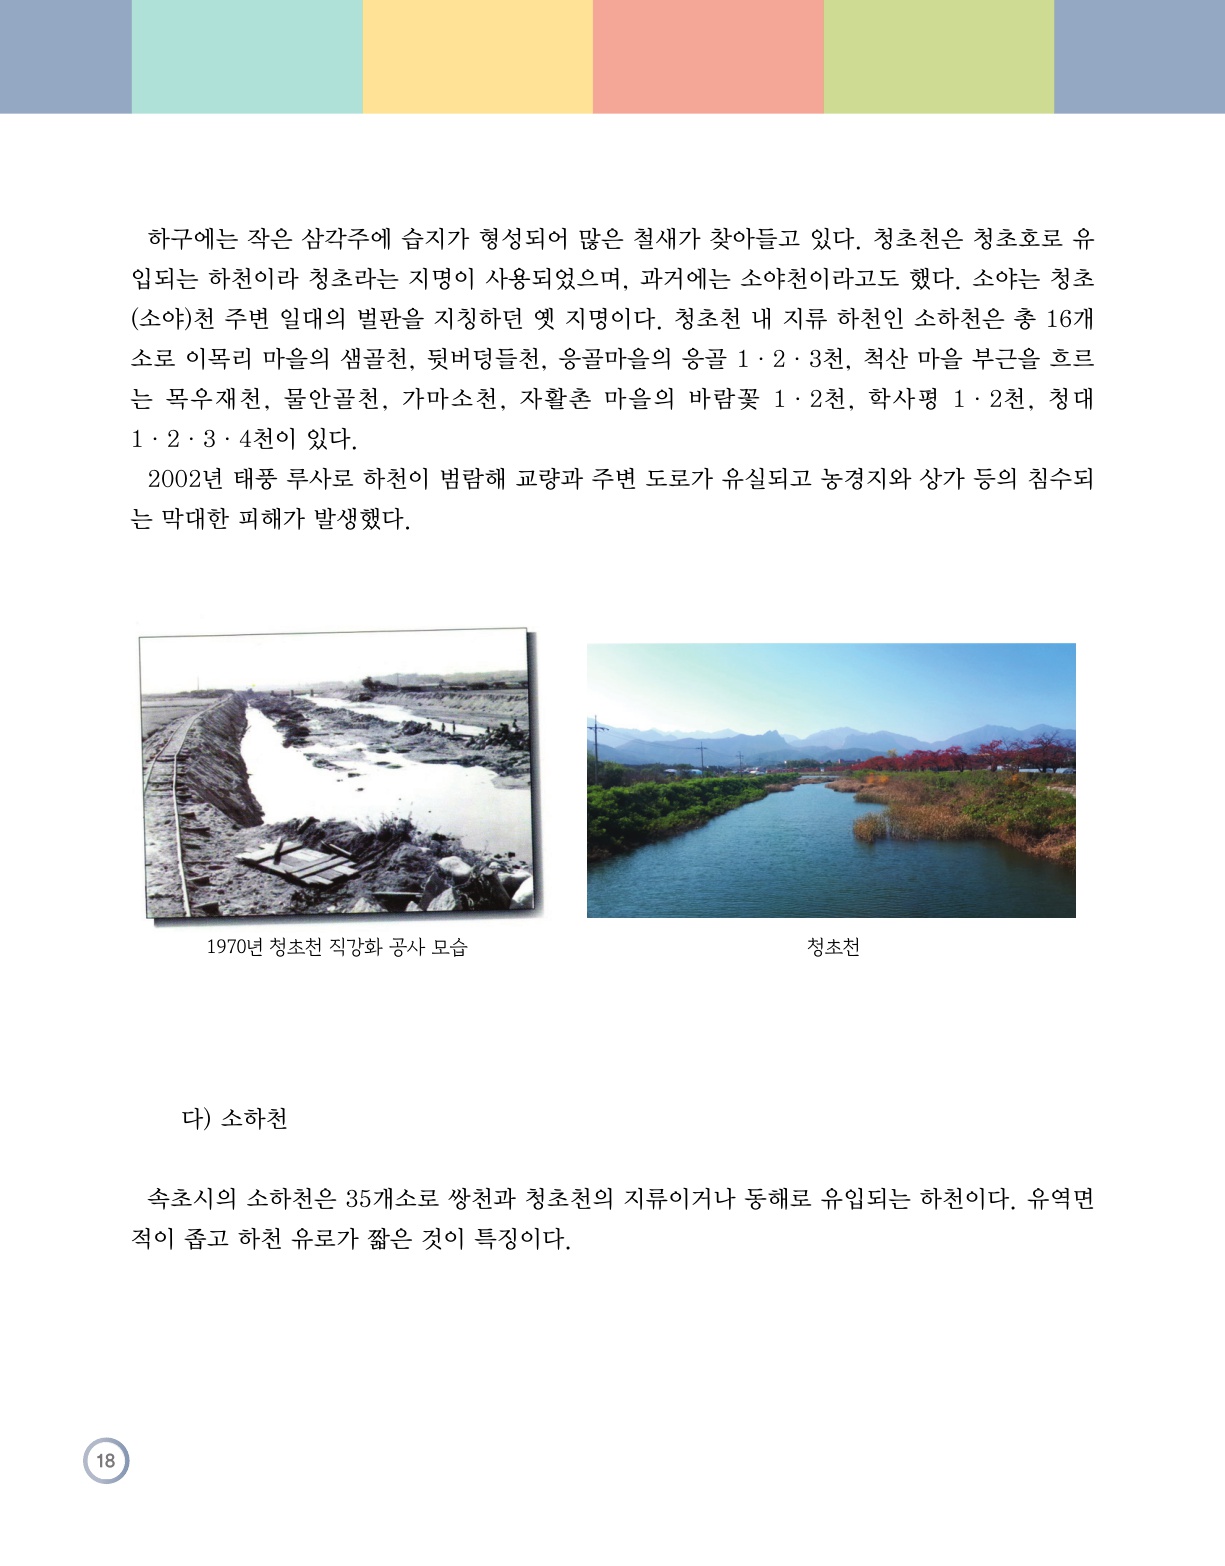 하구에는 작은 삼각주에 습지가 형성되어 많은 철새가 찾아들고 있다. 청초천은 청초호로 유
입되는 하천이라 청초라는 지명이 사용되었으며, 과거에는 소야천이라고도 했다. 소야는 청초
(소야)천 주변 일대의 벌판을 지칭하던 옛 지명이다. 청초천 내 지류 하천인 소하천은 총 16개
소로 이목리 마을의 샘골천, 뒷버덩들천, 응골마을의 응골 1·2·3천, 척산 마을 부근을 흐르
는 목우재천, 물안골천, 가마소천, 자활촌 마을의 바람꽃 1·2천, 학사평 1·2천, 청대
1·2·3·4천이 있다.
2002년 태풍 루사로 하천이 범람해 교량과 주변 도로가 유실되고 농경지와 상가 등의 침수되
는 막대한 피해가 발생했다.
1970년 청초천 직강화 공사 모습
청초천
다) 소하천
속초시의 소하천은 35개소로 쌍천과 청초천의 지류이거나 동해로 유입되는 하천이다. 유역면
적이 좁고 하천 유로가 짧은 것이 특징이다.
18